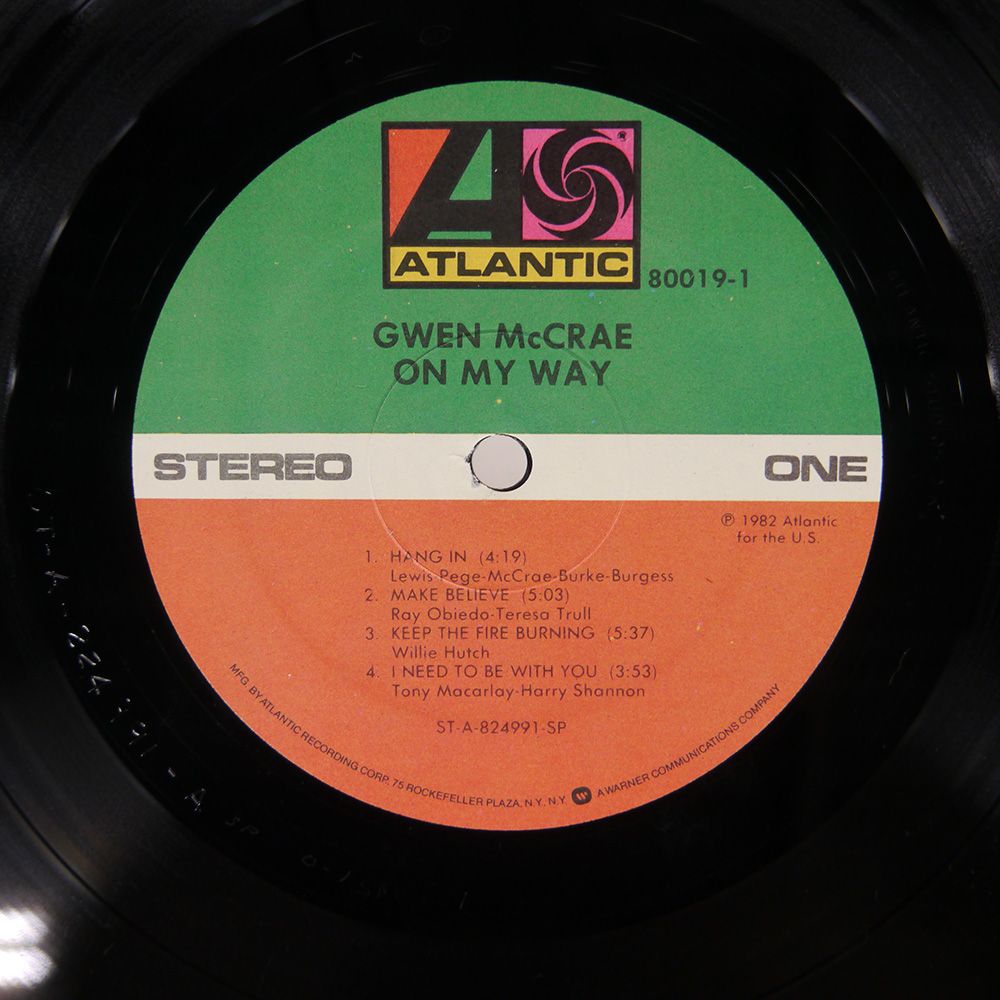 ATLANTIC
®
80019-1
GWEN McCRAE
ON MY WAY
STEREO
ONE
℗ 1982 Atlantic
for the U.S.
1. HANG IN (4:19)
Lewis-Pege-McCrae-Burke-Burgess
2. MAKE BELIEVE (5:03)
Ray Obiedo-Teresa Trull
3. KEEP THE FIRE BURNING (5:37)
Willie Hutch
4. I NEED TO BE WITH YOU (3:53)
Tony Macarlay-Harry Shannon
ST-A-824991-SP
MFG. BY ATLANTIC RECORDING CORP., 75 ROCKEFELLER PLAZA, N.Y. N.Y. A WARNER COMMUNICATIONS COMPANY
ST-A-824991-A